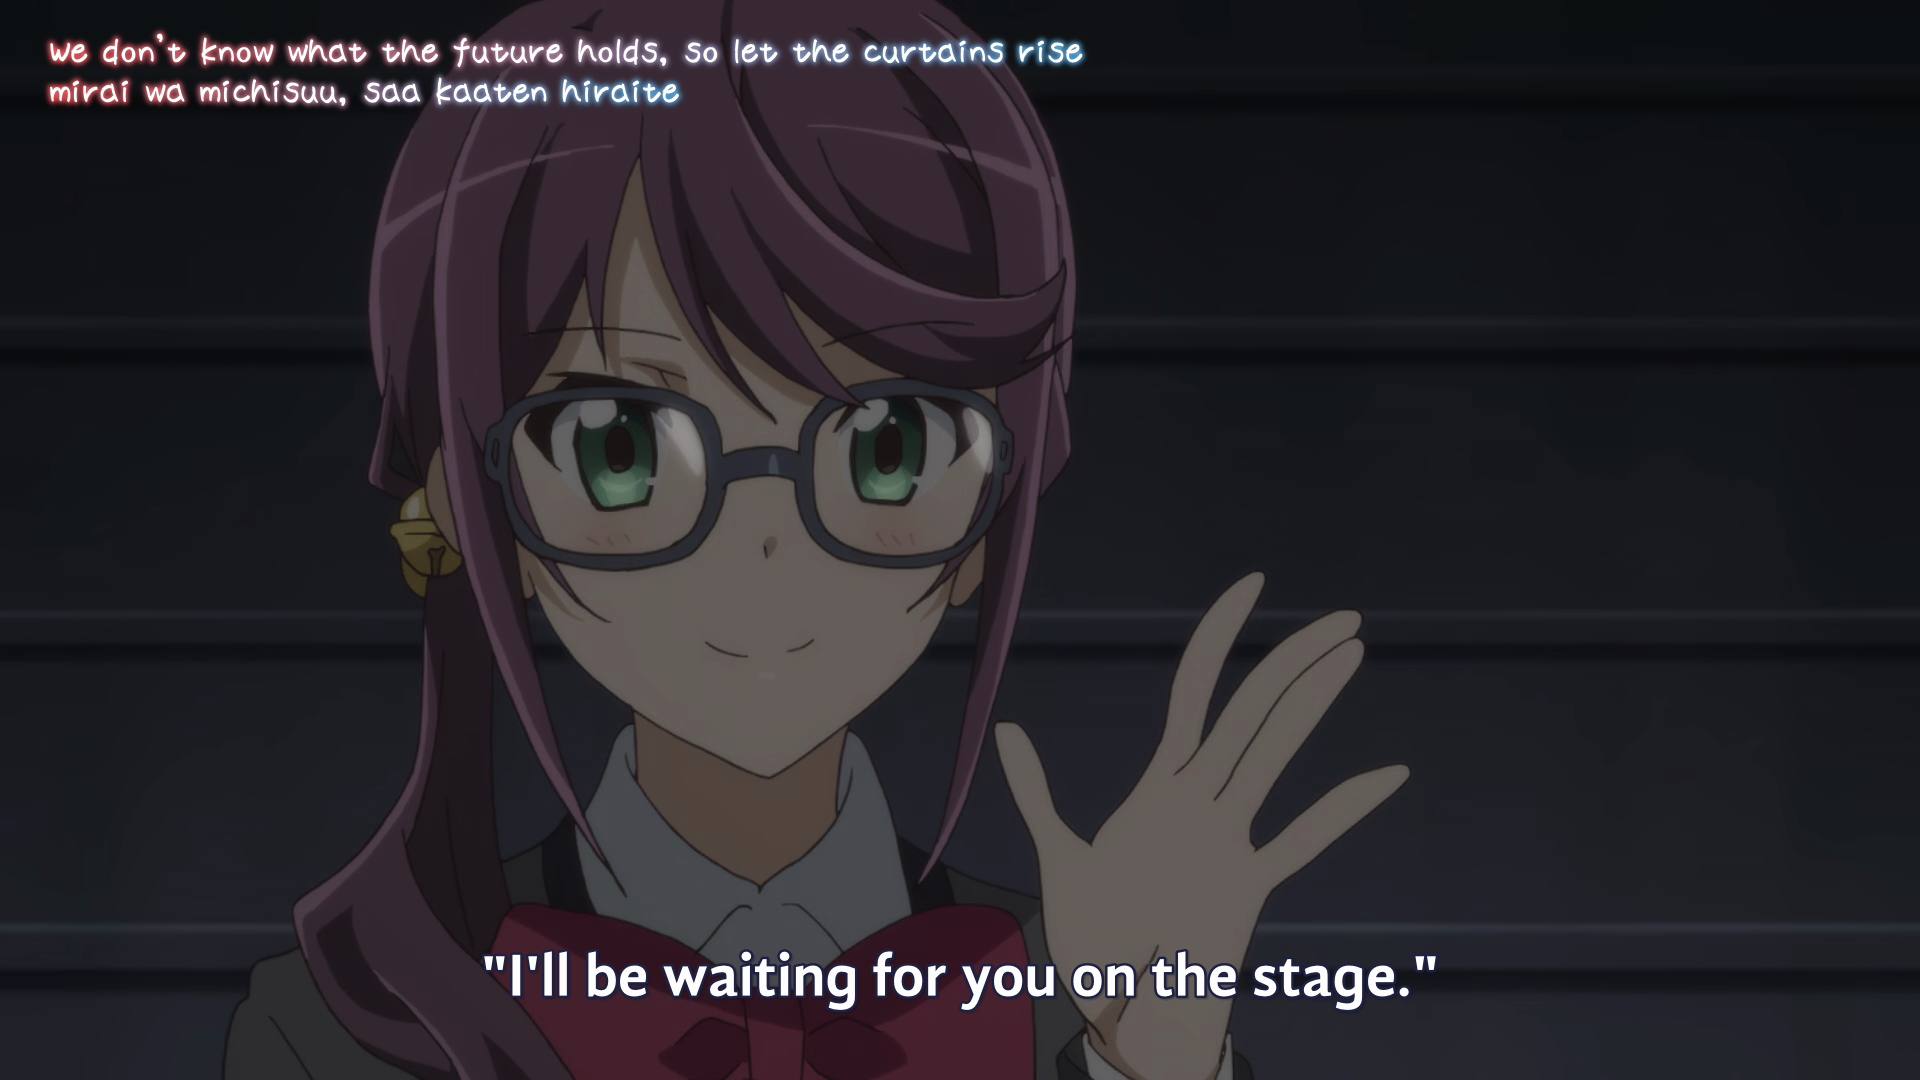 We don't know what the future holds, so let the curtains rise
mirai wa michisuu, saa kaaten hiraite
"I'll be waiting for you on the stage."